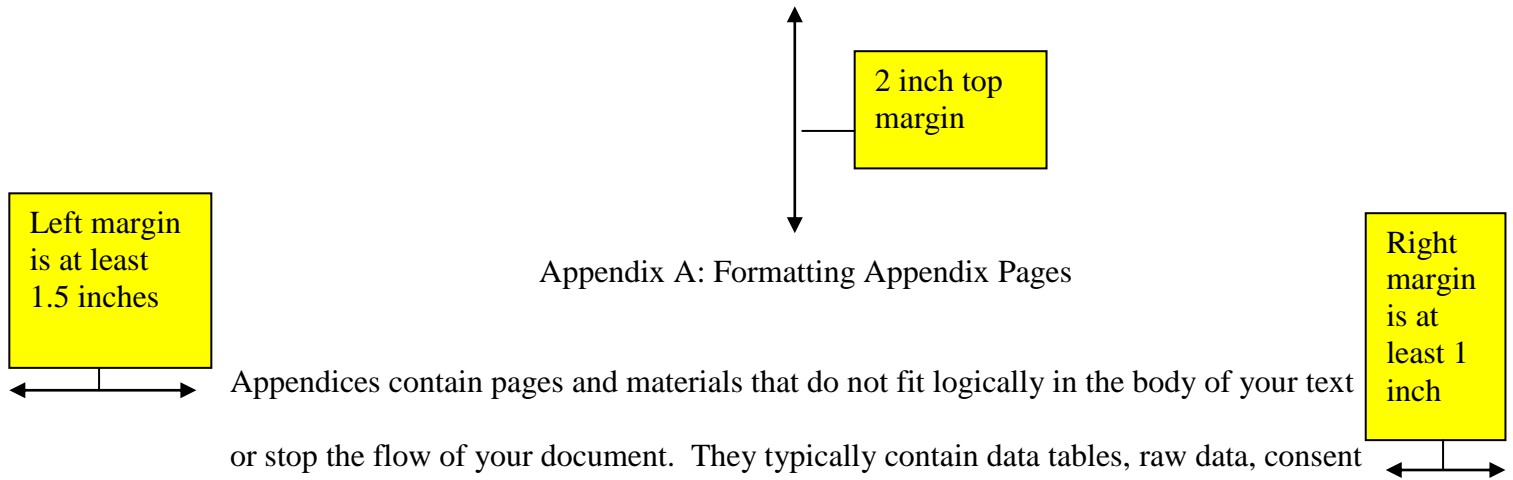 2 inch top
margin
Left margin
is at least
1.5 inches
Right
margin
is at
least 1
inch
Appendix A: Formatting Appendix Pages
Appendices contain pages and materials that do not fit logically in the body of your text
or stop the flow of your document.  They typically contain data tables, raw data, consent